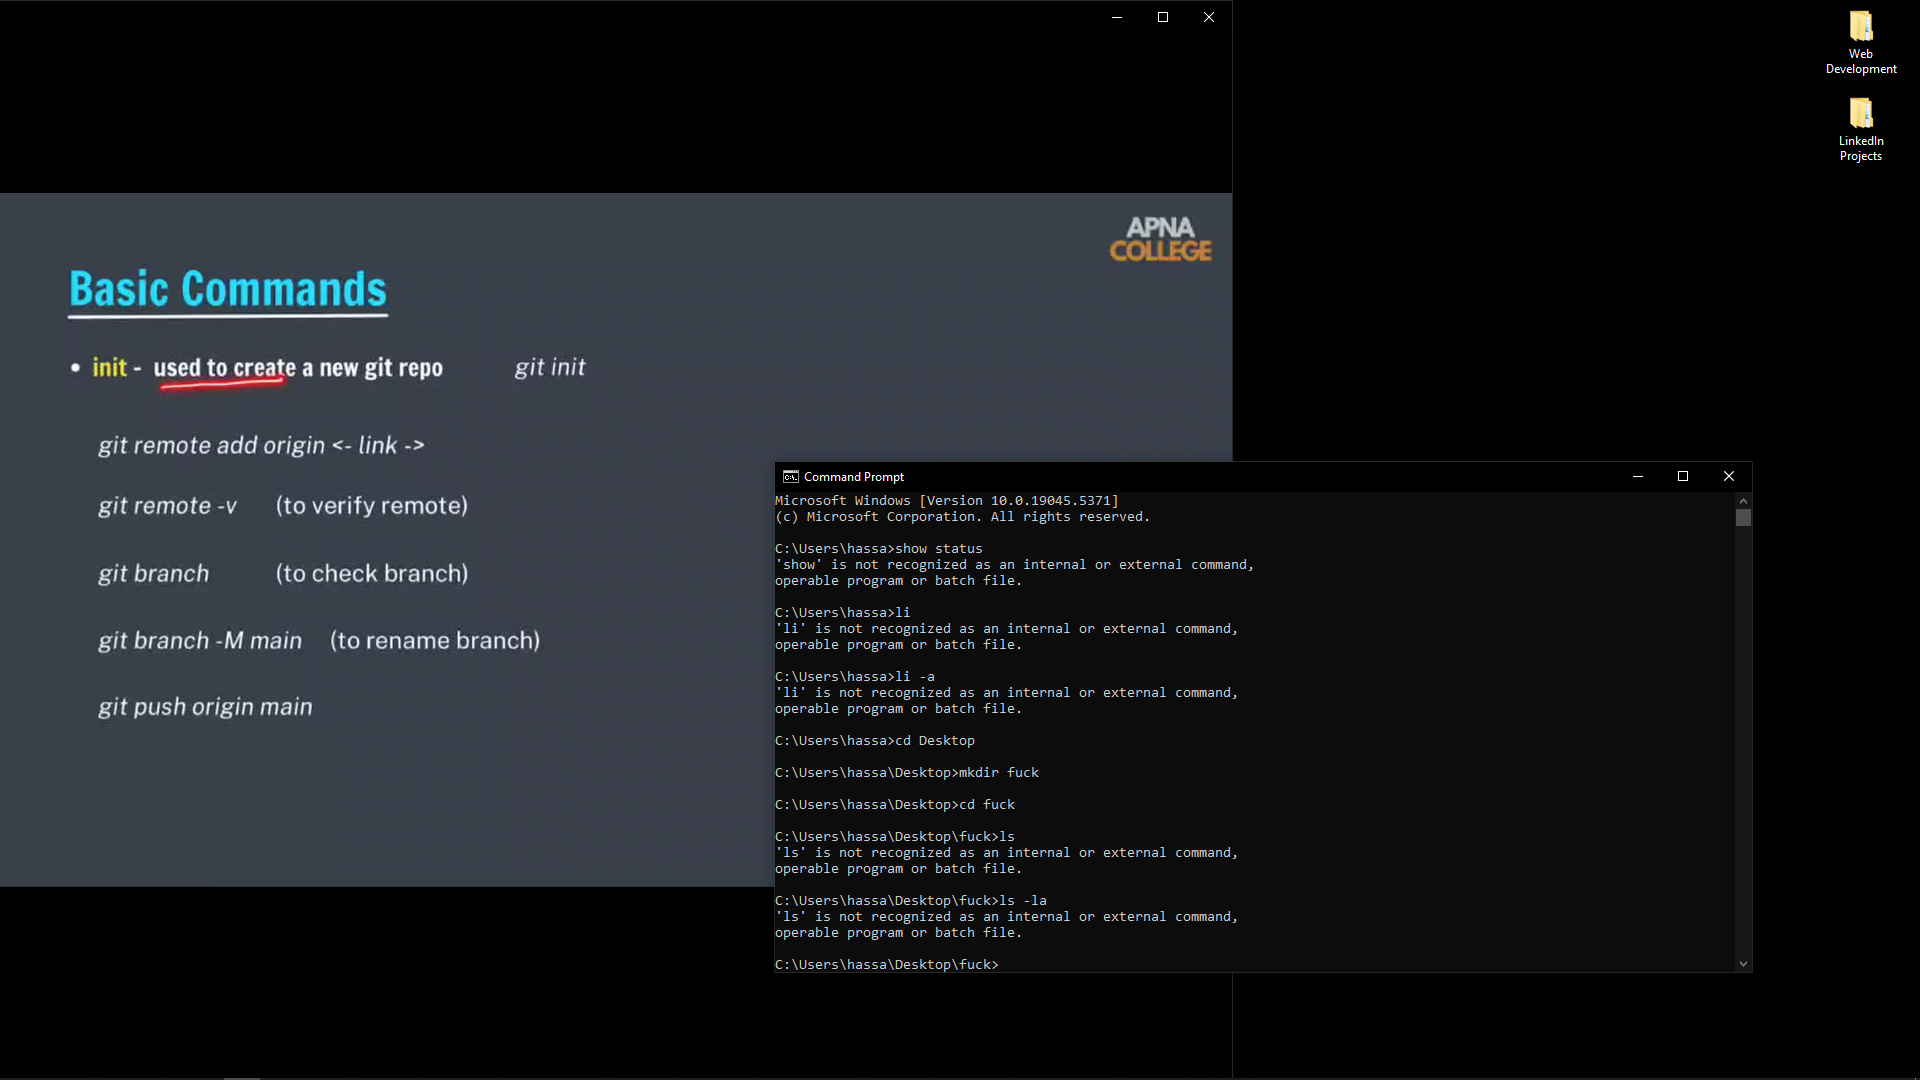 Web
Development
LinkedIn
Projects
APNA
COLLEGE
Basic Commands
• init - used to create a new git repo git init
git remote add origin <- link ->
git remote -v (to verify remote)
git branch (to check branch)
git branch -M main (to rename branch)
git push origin main
Command Prompt
Microsoft Windows [Version 10.0.19045.5371]
(c) Microsoft Corporation. All rights reserved.
C:\Users\hassa>show status
'show' is not recognized as an internal or external command,
operable program or batch file.
C:\Users\hassa>li
'li' is not recognized as an internal or external command,
operable program or batch file.
C:\Users\hassa>li -a
'li' is not recognized as an internal or external command,
operable program or batch file.
C:\Users\hassa>cd Desktop
C:\Users\hassa\Desktop>mkdir fuck
C:\Users\hassa\Desktop>cd fuck
C:\Users\hassa\Desktop\fuck>ls
'ls' is not recognized as an internal or external command,
operable program or batch file.
C:\Users\hassa\Desktop\fuck>ls -la
'ls' is not recognized as an internal or external command,
operable program or batch file.
C:\Users\hassa\Desktop\fuck>